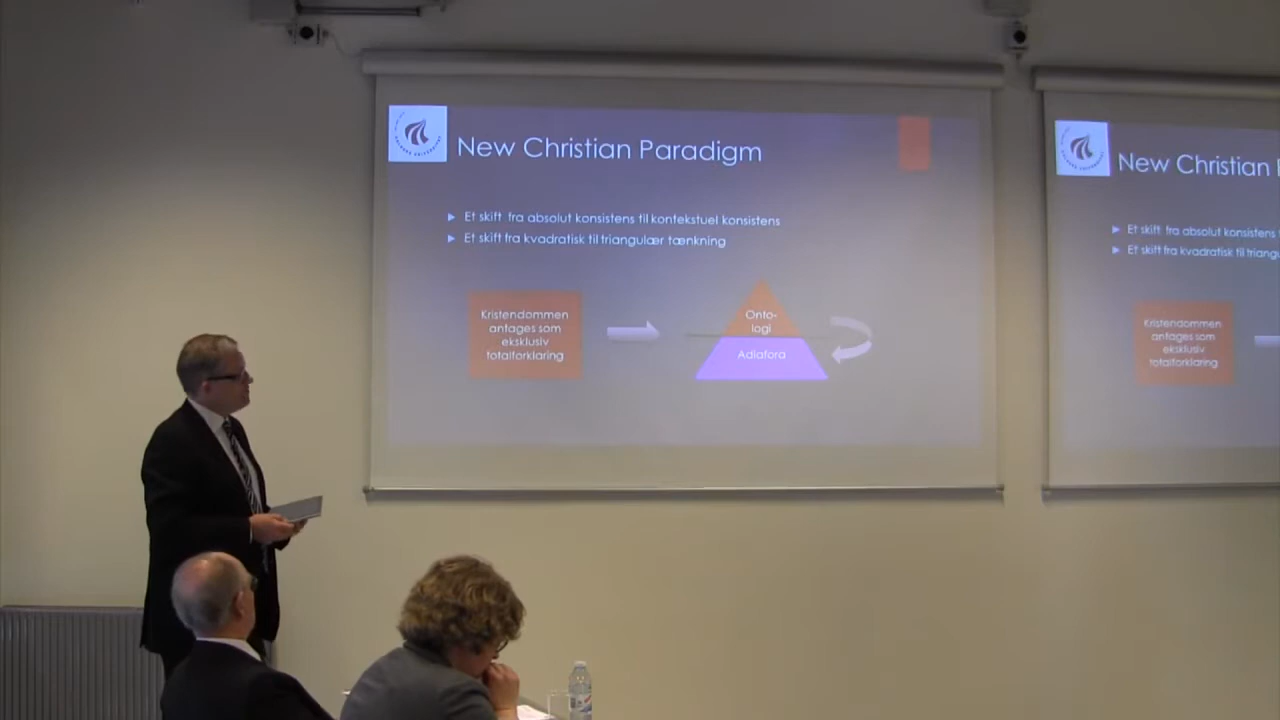 New Christian Paradigm
Et skift fra absolut konsistens til kontekstuel konsistens
Et skift fra kvadratisk til triangulær tænkning
Kristendommen
antages som
eksklusiv
totalforklaring
Onto-
logi
Adiafora
New Christian
Et skift fra absolut konsistens
Et skift fra kvadratisk til triangu
Kristendommen
antages som
eksklusiv
totalforklaring